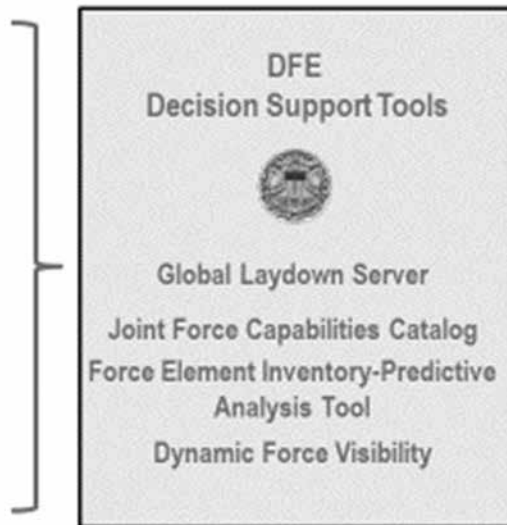 DFE
Decision Support Tools
Global Laydown Server
Joint Force Capabilities Catalog
Force Element Inventory-Predictive
Analysis Tool
Dynamic Force Visibility